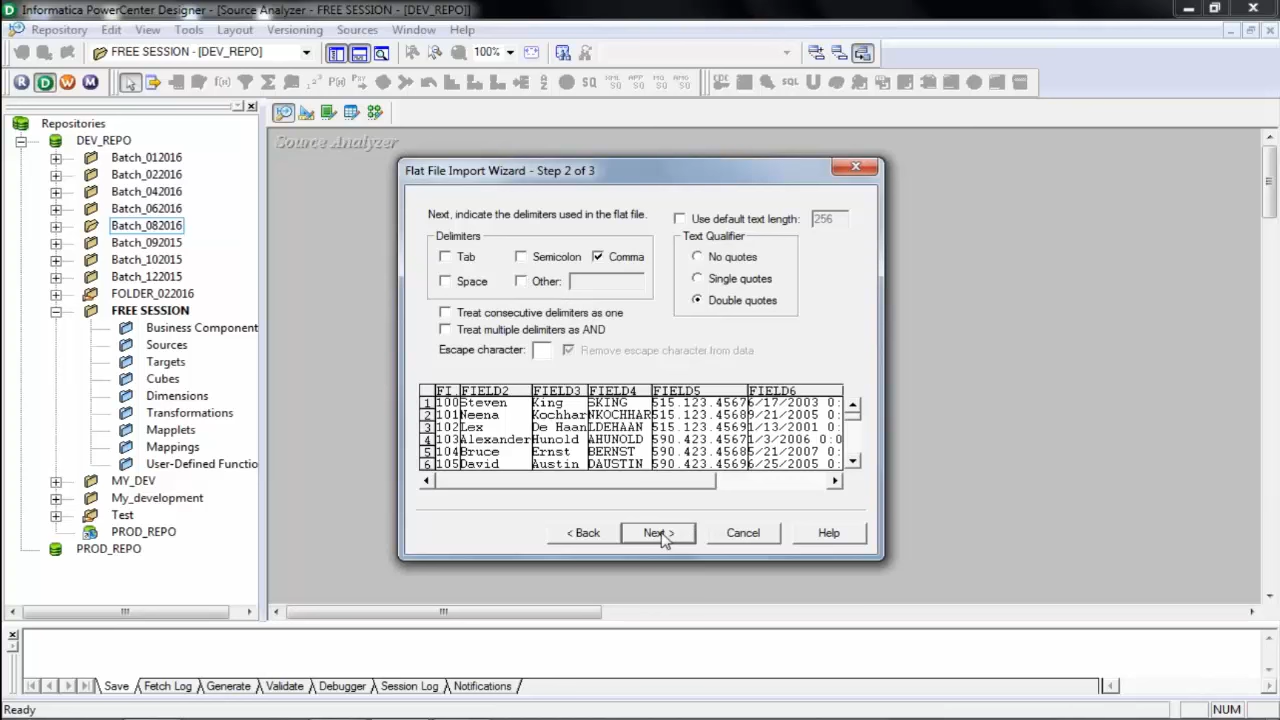 Informatica PowerCenter Designer - [Source Analyzer - FREE SESSION - [DEV_REPO]]
Repository Edit View Tools Layout Versioning Sources Window Help
FREE SESSION - [DEV_REPO] 100%
R D W M
Repositories
DEV_REPO
Batch_012016
Batch_022016
Batch_042016
Batch_062016
Batch_082016
Batch_092015
Batch_102015
Batch_122015
FOLDER_022016
FREE SESSION
Business Component
Sources
Targets
Cubes
Dimensions
Transformations
Mapplets
Mappings
User-Defined Functio
MY_DEV
My_development
Test
PROD_REPO
PROD_REPO
Source Analyzer
Flat File Import Wizard - Step 2 of 3
Next, indicate the delimiters used in the flat file.
Use default text length: 256
Delimiters
Tab Semicolon Comma
Space Other:
Text Qualifier
No quotes
Single quotes
Double quotes
Treat consecutive delimiters as one
Treat multiple delimiters as AND
Escape character: Remove escape character from data
FI FIELD2 FIELD3 FIELD4 FIELD5 FIELD6
1 100 Steven King SKING 515.123.4567 6/17/2003 0:
2 101 Neena Kochhar NKOCHHAR 515.123.4568 9/21/2005 0:
3 102 Lex De Haan LDEHAAN 515.123.4569 1/13/2001 0:
4 103 Alexander Hunold AHUNOLD 590.423.4567 1/3/2006 0:0
5 104 Bruce Ernst BERNST 590.423.4568 5/21/2007 0:
6 105 David Austin DAUSTIN 590.423.4569 6/25/2005 0:
< Back Next > Cancel Help
Save Fetch Log Generate Validate Debugger Session Log Notifications
Ready NUM